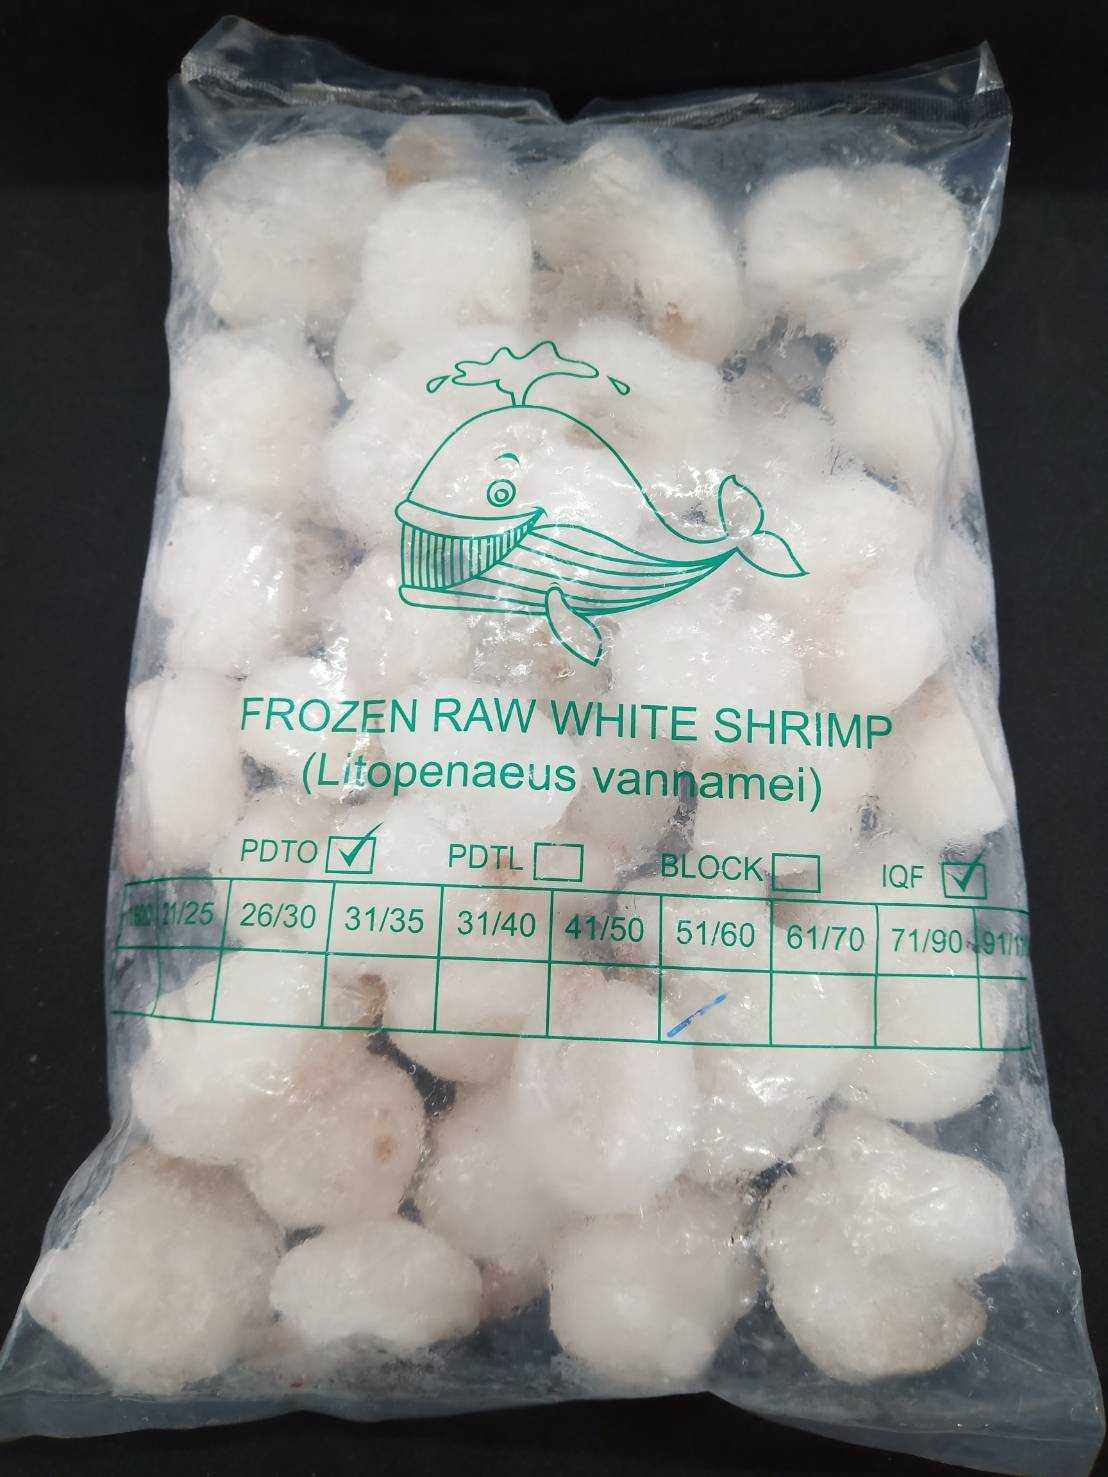 FROZEN RAW WHITE SHRIMP
(Litopenaeus vannamei)
PDTO ☑ PDTL ☐ BLOCK ☐ IQF ☑
21/25 26/30 31/35 31/40 41/50 51/60 61/70 71/90